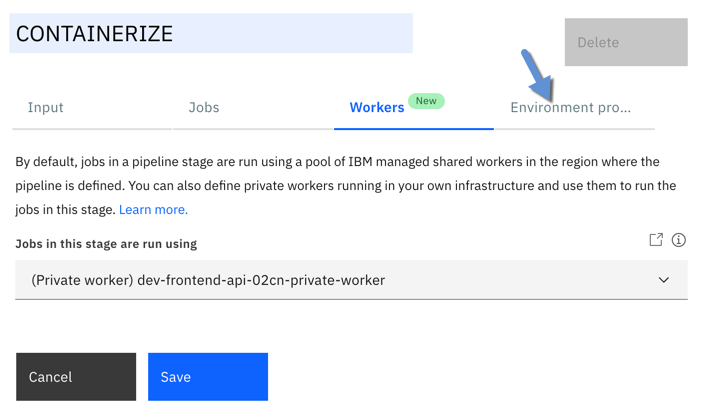 CONTAINERIZE
Delete
Input
Jobs
Workers New
Environment pro...
By default, jobs in a pipeline stage are run using a pool of IBM managed shared workers in the region where the
pipeline is defined. You can also define private workers running in your own infrastructure and use them to run the
jobs in this stage. Learn more.
Jobs in this stage are run using
(Private worker) dev-frontend-api-02cn-private-worker
Cancel
Save